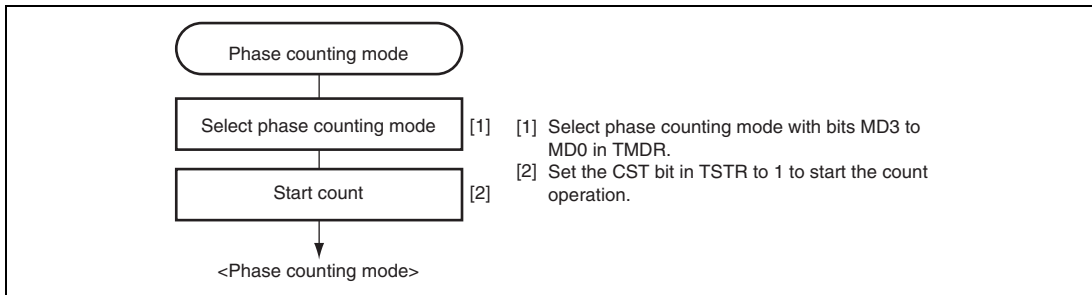 Phase counting mode
Select phase counting mode [1]
Start count [2]
<Phase counting mode>
[1] Select phase counting mode with bits MD3 to
MD0 in TMDR.
[2] Set the CST bit in TSTR to 1 to start the count
operation.